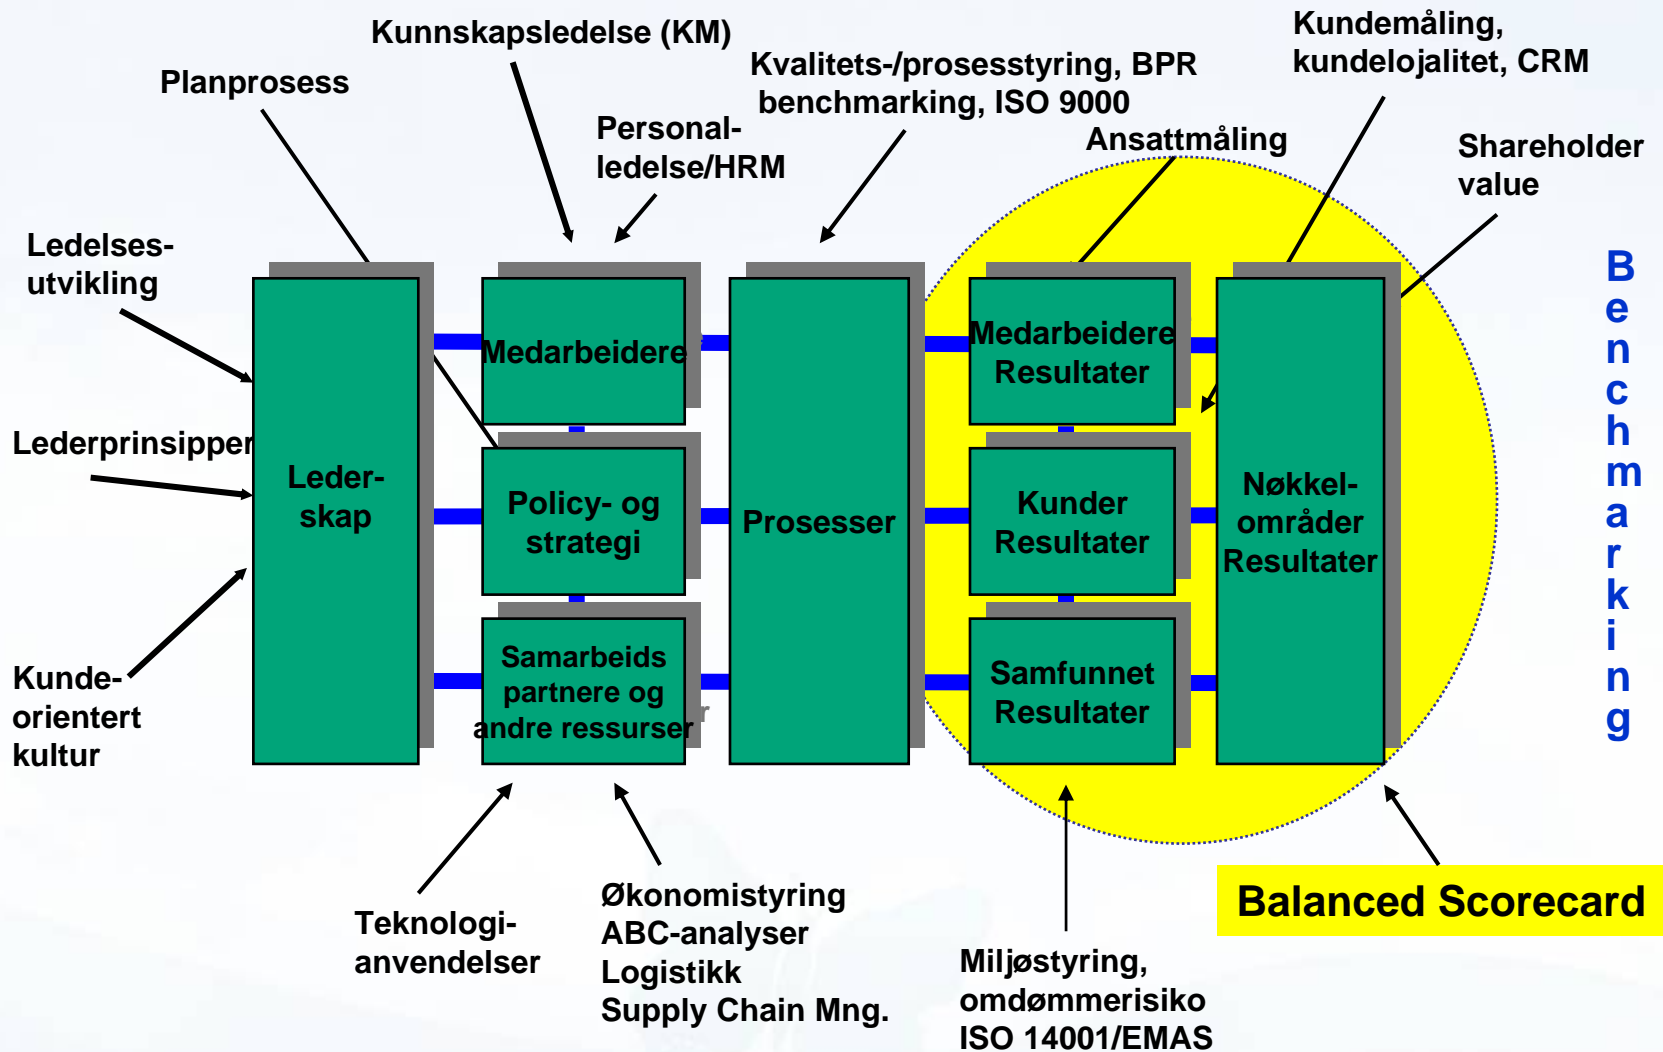 Kunnskapsledelse (KM)
Kundemåling,
kundelojalitet, CRM
Planprosess
Kvalitets-/prosesstyring, BPR
benchmarking, ISO 9000
Personal-
ledelse/HRM
Ansattmåling
Shareholder
value
Ledelses-
utvikling
Lederprinsipper
Kunde-
orientert
kultur
Leder-
skap
Medarbeidere
Policy- og
strategi
Samarbeids
partnere og
andre ressurser
Prosesser
Medarbeidere
Resultater
Kunder
Resultater
Samfunnet
Resultater
Nøkkel-
områder
Resultater
Benchmarking
Balanced Scorecard
Teknologi-
anvendelser
Økonomistyring
ABC-analyser
Logistikk
Supply Chain Mng.
Miljøstyring,
omdømmerisiko
ISO 14001/EMAS